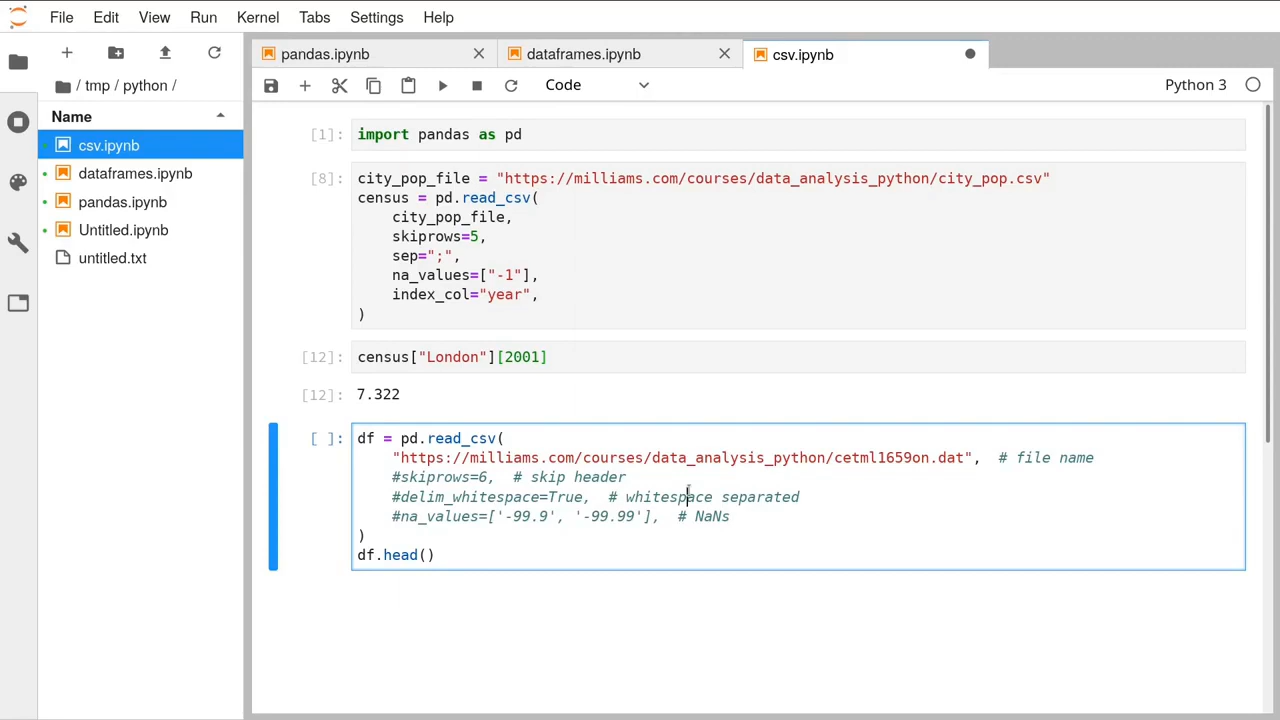 File Edit View Run Kernel Tabs Settings Help
/ tmp / python /
Name
csv.ipynb
dataframes.ipynb
pandas.ipynb
Untitled.ipynb
untitled.txt
pandas.ipynb dataframes.ipynb csv.ipynb
Code Python 3
[1]: import pandas as pd
[8]: city_pop_file = "https://milliams.com/courses/data_analysis_python/city_pop.csv"
census = pd.read_csv(
    city_pop_file,
    skiprows=5,
    sep=";",
    na_values=["-1"],
    index_col="year",
)
[12]: census["London"][2001]
[12]: 7.322
[ ]: df = pd.read_csv(
    "https://milliams.com/courses/data_analysis_python/cetml1659on.dat",  # file name
    #skiprows=6,  # skip header
    #delim_whitespace=True,  # whitespace separated
    #na_values=['-99.9', '-99.99'],  # NaNs
)
df.head()